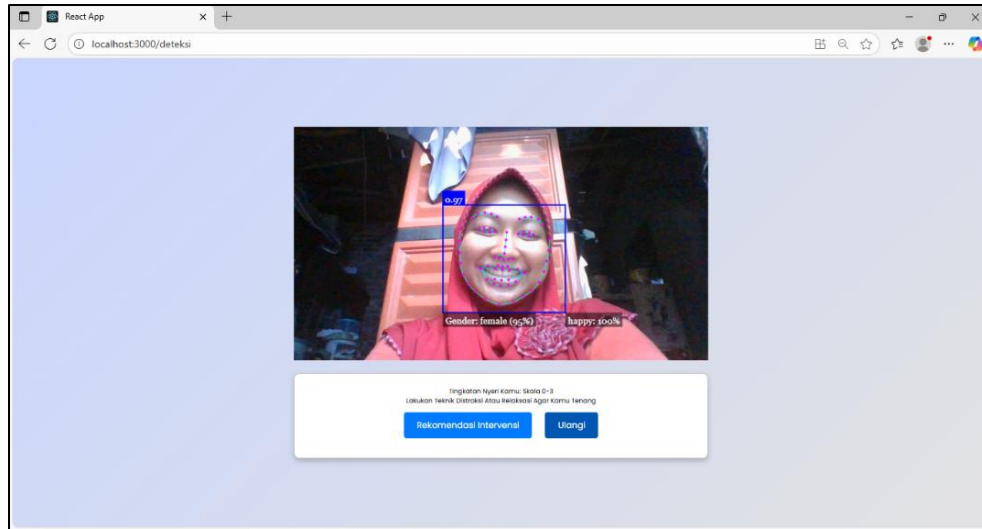 React App
localhost:3000/deteksi
0.97
Gender: female (95%) happy: 100%
Tingkatan Nyeri Kamu: Skala 0-3
Lakukan Teknik Distraksi Atau Relaksasi Agar Kamu Tenang
Rekomendasi Intervensi Ulangi